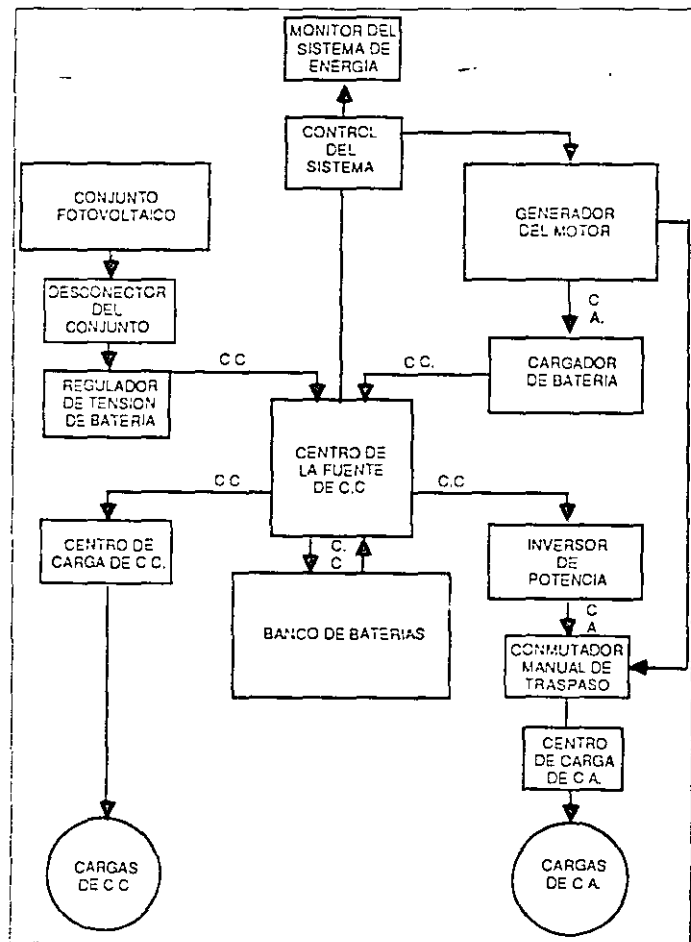 MONITOR DEL
SISTEMA DE
ENERGIA
CONTROL
DEL
SISTEMA
CONJUNTO
FOTOVOLTAICO
GENERADOR
DEL MOTOR
DESCONECTOR
DEL
CONJUNTO
C
A.
REGULADOR
DE TENSION
DE BATERIA
C C
C C.
CARGADOR
DE BATERIA
CENTRO DE
LA FUENTE
DE C.C
C C
C.C
CENTRO DE
CARGA DE C C.
C.
C
INVERSOR
DE
POTENCIA
BANCO DE BATERIAS
C
A
CONMUTADOR
MANUAL DE
TRASPASO
CENTRO
DE CARGA
DE C A.
CARGAS
DE C C
CARGAS
DE C A.